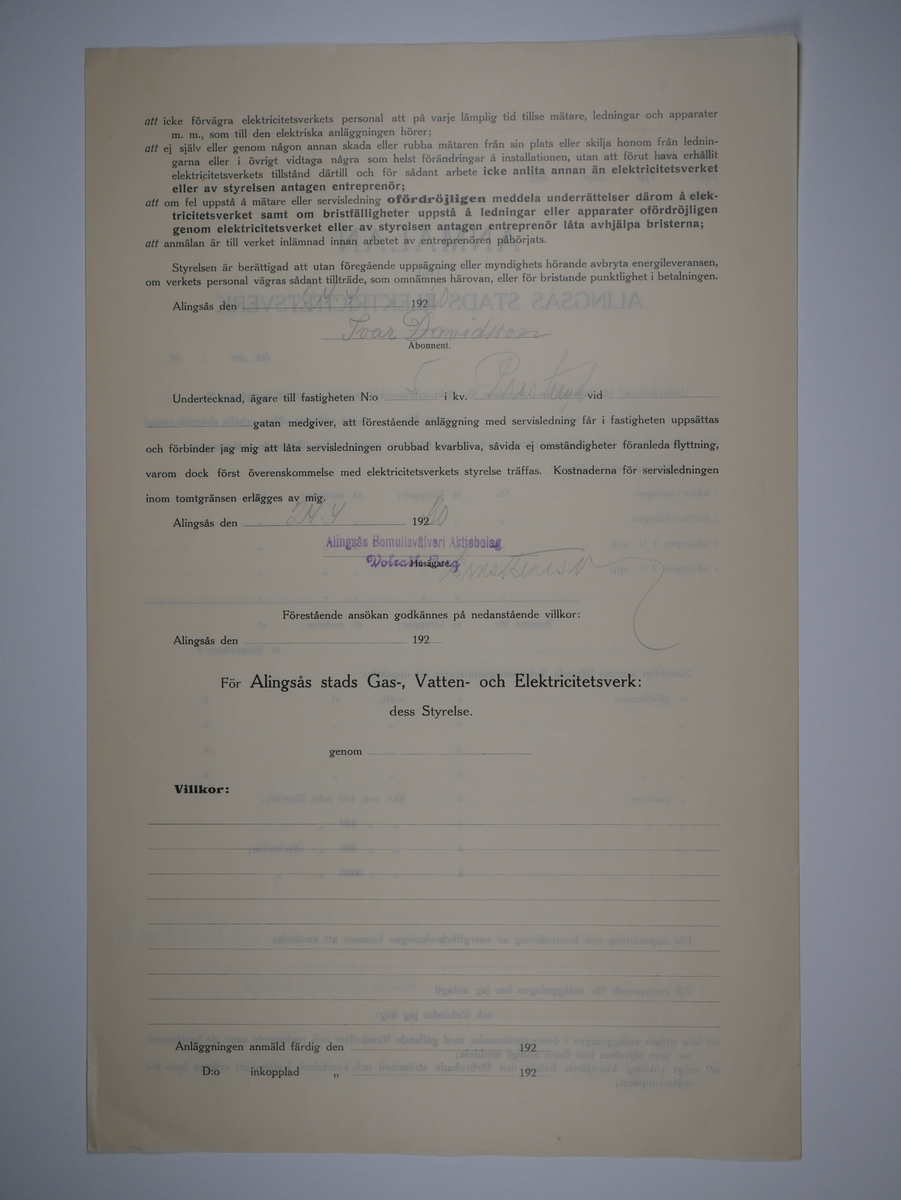 att icke förvägra elektricitetsverkets personal att på varje lämplig tid tillse mätare, ledningar och apparater
m. m., som till den elektriska anläggningen hörer;
att ej själv eller genom någon annan skada eller rubba mätaren från sin plats eller skilja honom från lednin-
garna eller i övrigt vidtaga några som helst förändringar å installationen, utan att förut hava erhållit
elektricitetsverkets tillstånd därtill och för sådant arbete icke anlita annan än elektricitetsverket
eller av styrelsen antagen entreprenör;
att om fel uppstå å mätare eller servisledning ofördröjligen meddela underrättelser därom å elek-
tricitetsverket samt om bristfälligheter uppstå å ledningar eller apparater ofördröjligen
genom elektricitetsverket eller av styrelsen antagen entreprenör låta avhjälpa bristerna;
att anmälan är till verket inlämnad innan arbetet av entreprenören påbörjats.
Styrelsen är berättigad att utan föregående uppsägning eller myndighets hörande avbryta energileveransen,
om verkets personal vägras sådant tillträde, som omnämnes härovan, eller för bristande punktlighet i betalningen.
Alingsås den 24.4 192
Ivar Davidsson
Abonnent.
Undertecknad, ägare till fastigheten N:o 5 i kv. vid
gatan medgiver, att förestående anläggning med servisledning får i fastigheten uppsättas
och förbinder jag mig att låta servisledningen orubbad kvarbliva, såvida ej omständigheter föranleda flyttning,
varom dock först överenskommelse med elektricitetsverkets styrelse träffas. Kostnaderna för servisledningen
inom tomtgränsen erlägges av mig.
Alingsås den 24.4 192
Alingsås Bomullsväfveri Aktiebolag
Wolrath Berg
Husägare.
Förestående ansökan godkännes på nedanstående villkor:
Alingsås den 192
För Alingsås stads Gas-, Vatten- och Elektricitetsverk:
dess Styrelse.
genom
Villkor:
Anläggningen anmäld färdig den 192
D:o inkopplad „ 192